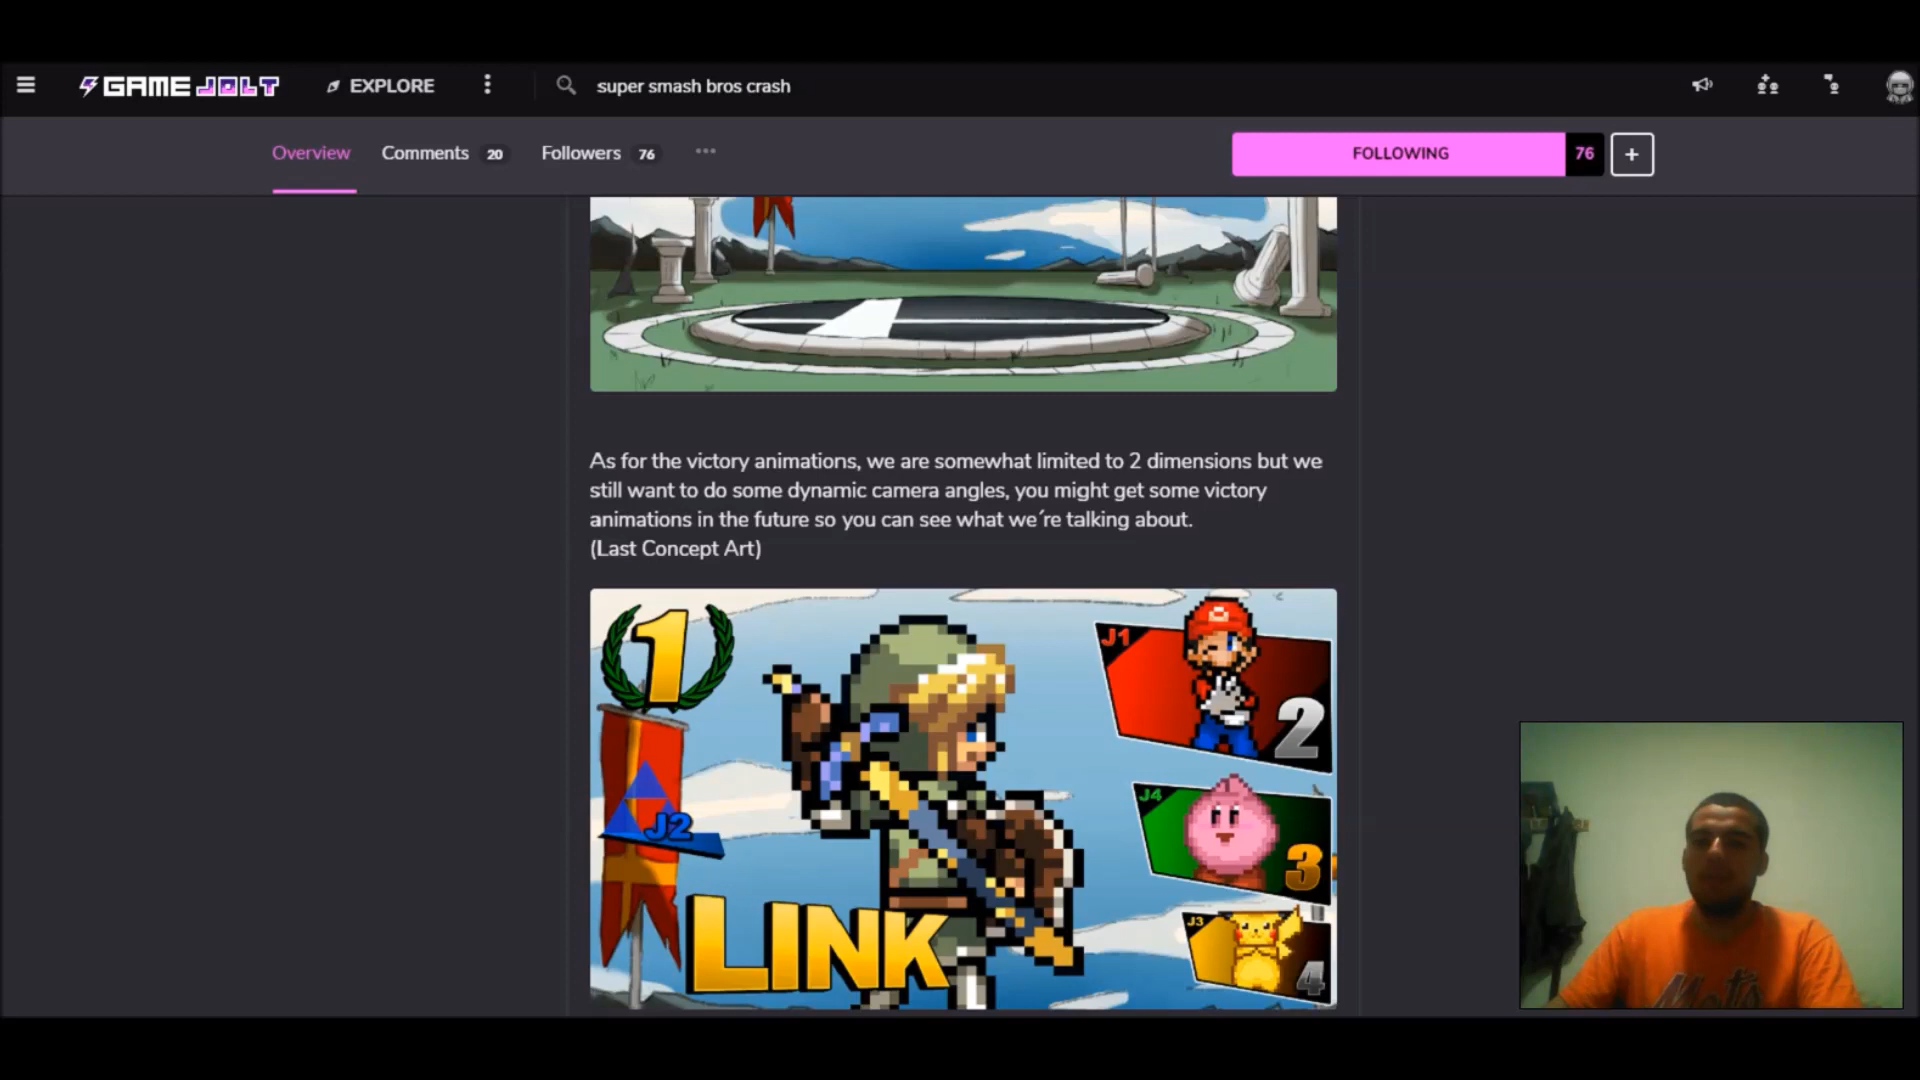 GAME JOLT
EXPLORE
super smash bros crash
Overview
Comments 20
Followers 76
FOLLOWING 76
As for the victory animations, we are somewhat limited to 2 dimensions but we
still want to do some dynamic camera angles, you might get some victory
animations in the future so you can see what we´re talking about.
(Last Concept Art)
1
J1
2
J2
J4
3
LINK
J3
4